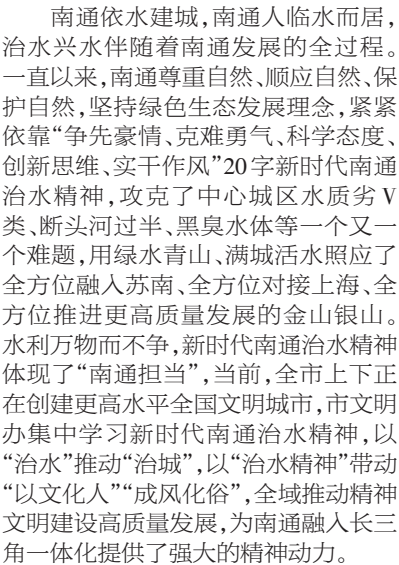 南通依水建城，南通人临水而居，
治水兴水伴随着南通发展的全过程。
一直以来，南通尊重自然、顺应自然、保
护自然，坚持绿色生态发展理念，紧紧
依靠“争先豪情、克难勇气、科学态度、
创新思维、实干作风”20字新时代南通
治水精神，攻克了中心城区水质劣V
类、断头河过半、黑臭水体等一个又一
个难题，用绿水青山、满城活水照应了
全方位融入苏南、全方位对接上海、全
方位推进更高质量发展的金山银山。
水利万物而不争，新时代南通治水精神
体现了“南通担当”，当前，全市上下正
在创建更高水平全国文明城市，市文明
办集中学习新时代南通治水精神，以
“治水”推动“治城”，以“治水精神”带动
“以文化人”“成风化俗”，全域推动精神
文明建设高质量发展，为南通融入长三
角一体化提供了强大的精神动力。